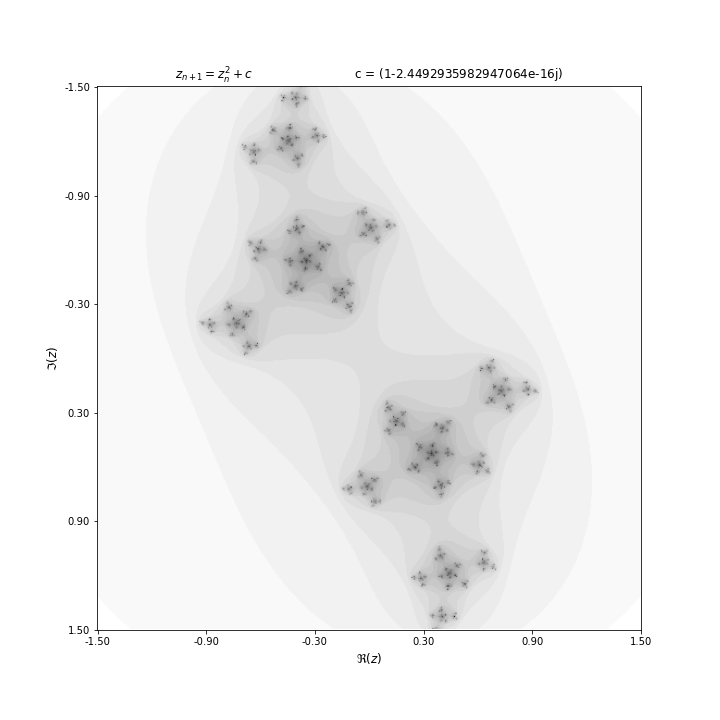 z_{n+1} = z_n^2 + c
c = (1-2.4492935982947064e-16j)
-1.50
-0.90
-0.30
0.30
0.90
1.50
ℑ(z)
-1.50 -0.90 -0.30 0.30 0.90 1.50
ℜ(z)